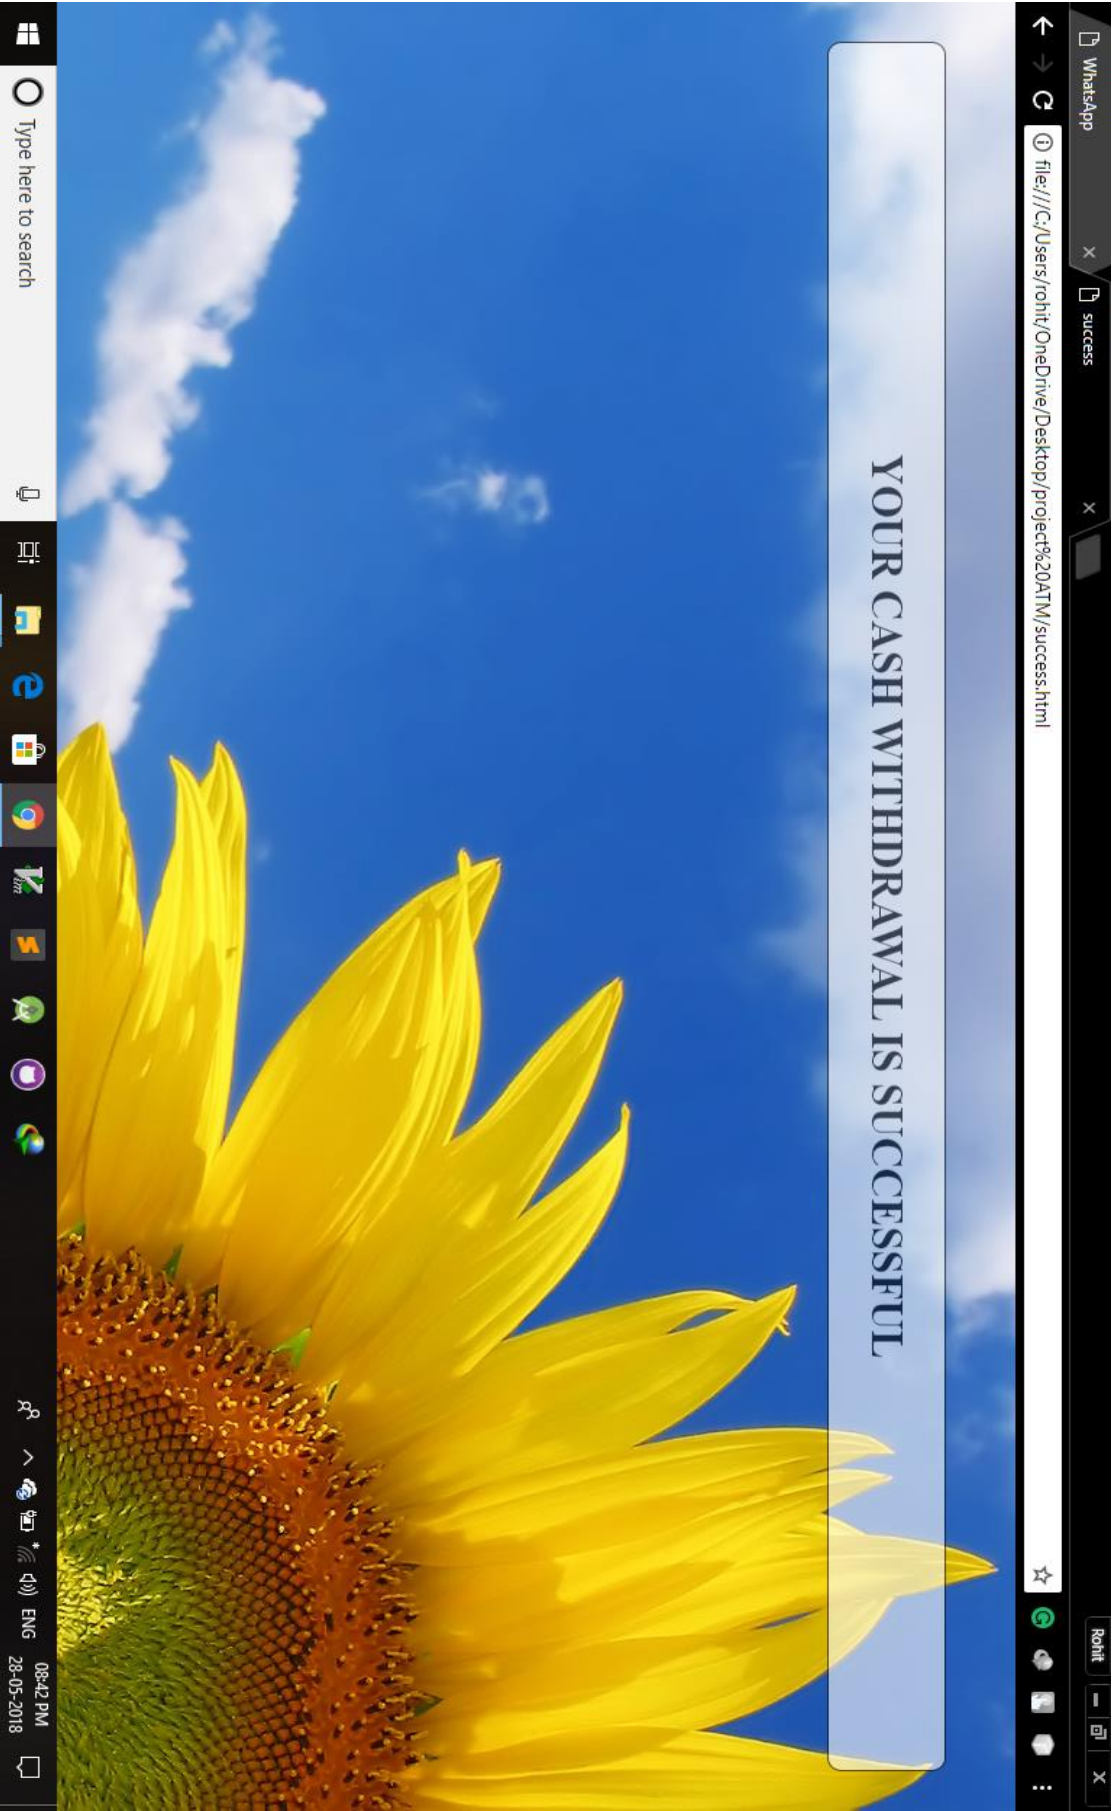 WhatsApp
success
Rohit
file:///C:/Users/rohit/OneDrive/Desktop/project%20ATM/success.html
YOUR CASH WITHDRAWAL IS SUCCESSFUL
Type here to search
ENG
08:42 PM
28-05-2018